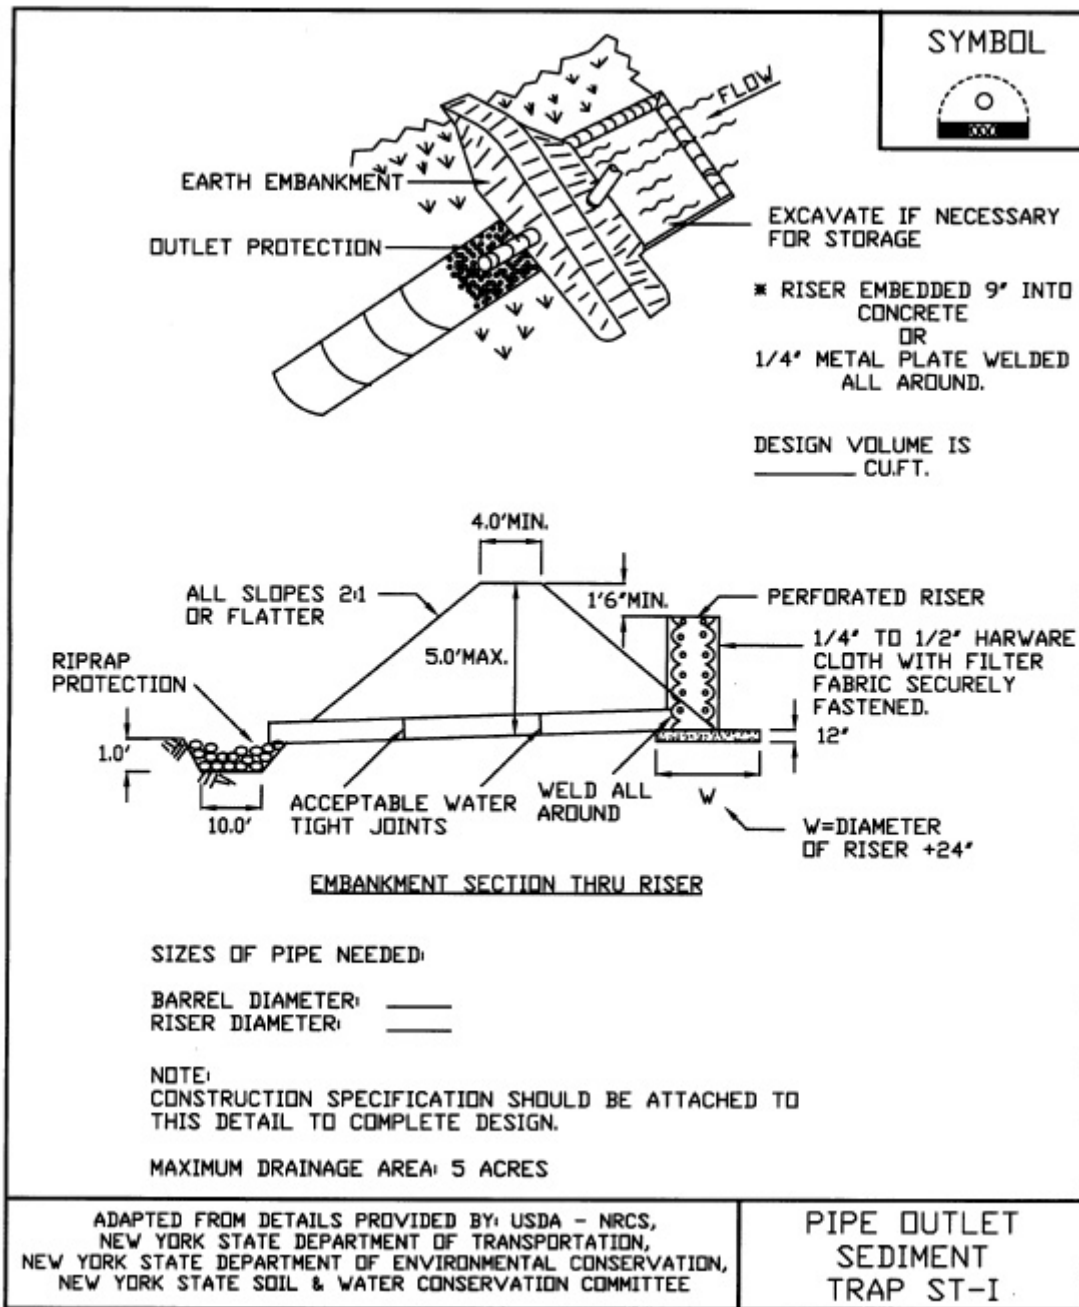 SYMBOL
FLOW
EARTH EMBANKMENT
OUTLET PROTECTION
EXCAVATE IF NECESSARY
FOR STORAGE
* RISER EMBEDDED 9" INTO
CONCRETE
OR
1/4" METAL PLATE WELDED
ALL AROUND.
DESIGN VOLUME IS
______ CU.FT.
4.0'MIN.
ALL SLOPES 2:1
OR FLATTER
1'6"MIN.
PERFORATED RISER
5.0'MAX.
1/4" TO 1/2" HARWARE
CLOTH WITH FILTER
FABRIC SECURELY
FASTENED.
RIPRAP
PROTECTION
1.0'
12"
10.0'
ACCEPTABLE WATER
TIGHT JOINTS
WELD ALL
AROUND
W
W=DIAMETER
OF RISER +24"
EMBANKMENT SECTION THRU RISER
SIZES OF PIPE NEEDED:
BARREL DIAMETER: ____
RISER DIAMETER: ____
NOTE:
CONSTRUCTION SPECIFICATION SHOULD BE ATTACHED TO
THIS DETAIL TO COMPLETE DESIGN.
MAXIMUM DRAINAGE AREA: 5 ACRES
ADAPTED FROM DETAILS PROVIDED BY: USDA - NRCS,
NEW YORK STATE DEPARTMENT OF TRANSPORTATION,
NEW YORK STATE DEPARTMENT OF ENVIRONMENTAL CONSERVATION,
NEW YORK STATE SOIL & WATER CONSERVATION COMMITTEE
PIPE OUTLET
SEDIMENT
TRAP ST-I